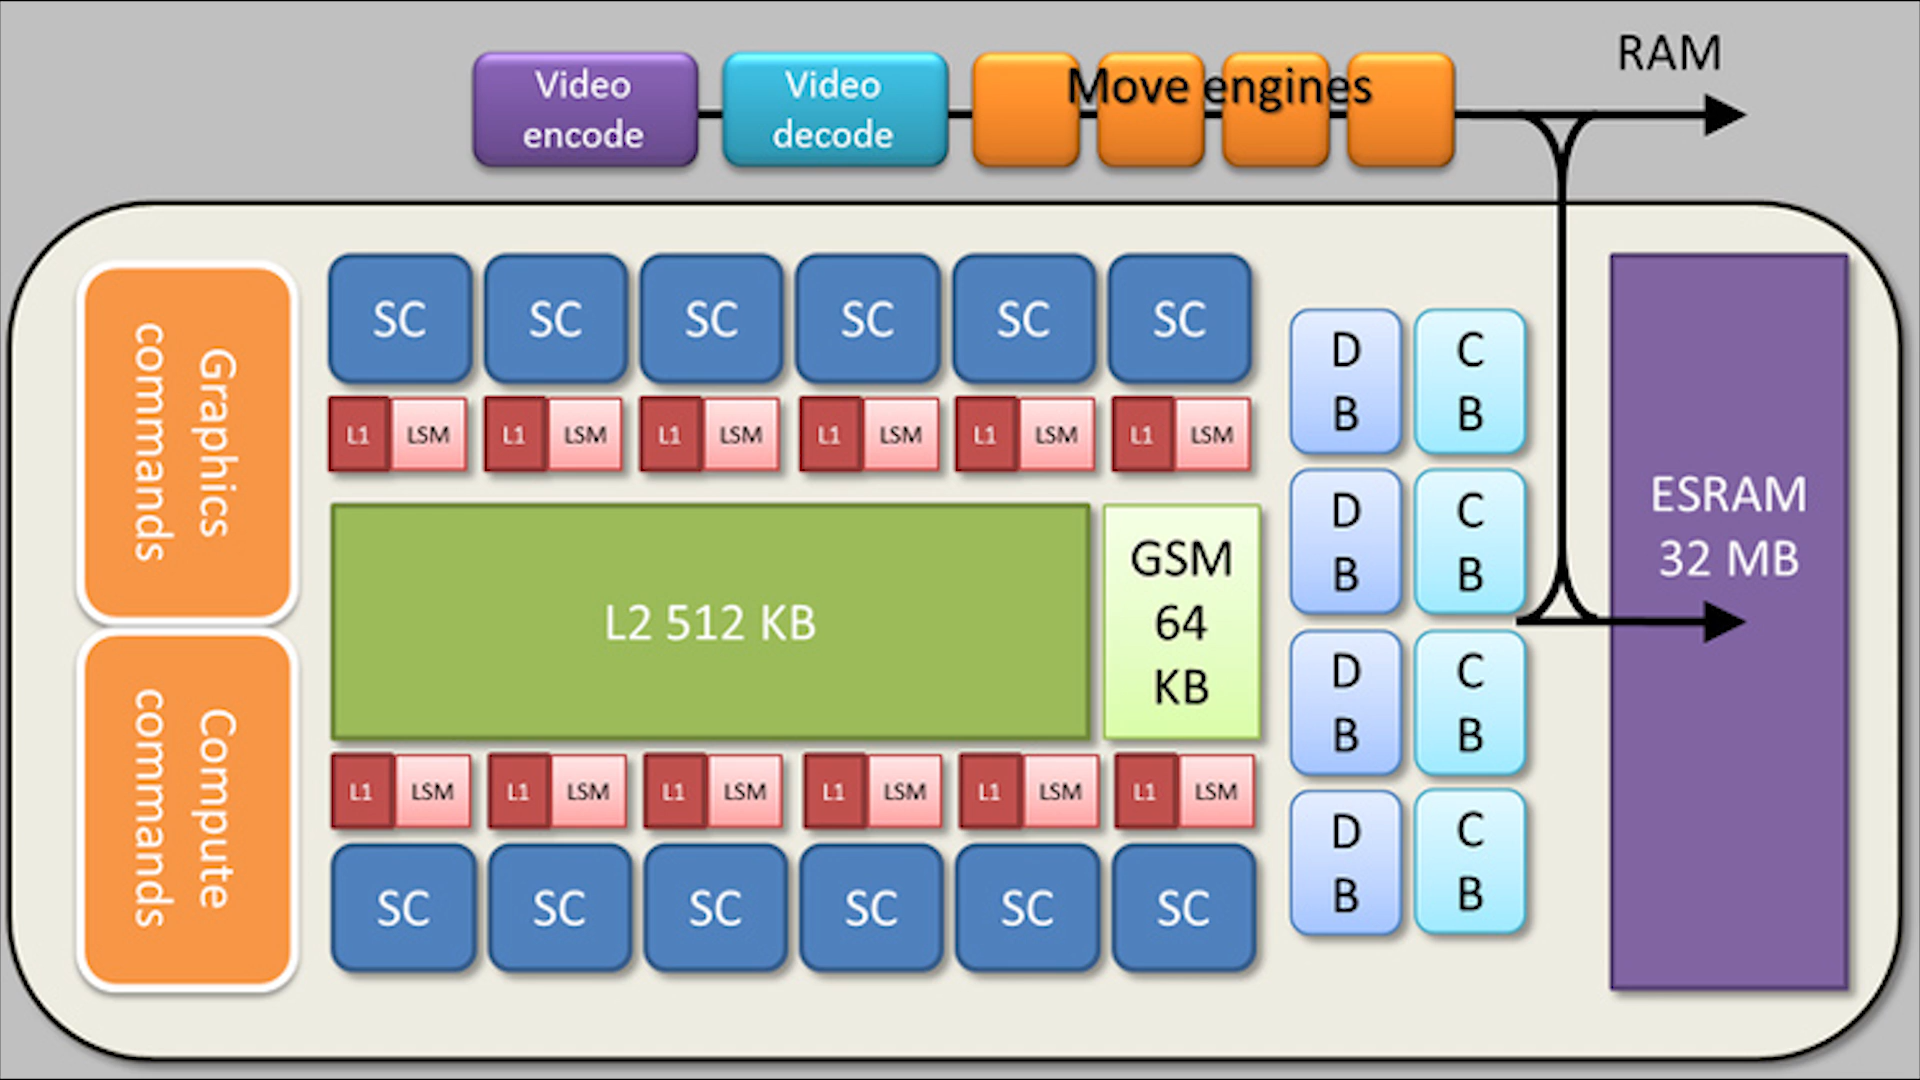 RAM
Video
encode
Video
decode
Move engines
Graphics
commands
SC SC SC SC SC SC
L1 LSM L1 LSM L1 LSM L1 LSM L1 LSM L1 LSM
L2 512 KB
GSM
64
KB
Compute
commands
L1 LSM L1 LSM L1 LSM L1 LSM L1 LSM L1 LSM
SC SC SC SC SC SC
D
B
C
B
D
B
C
B
D
B
C
B
D
B
C
B
ESRAM
32 MB